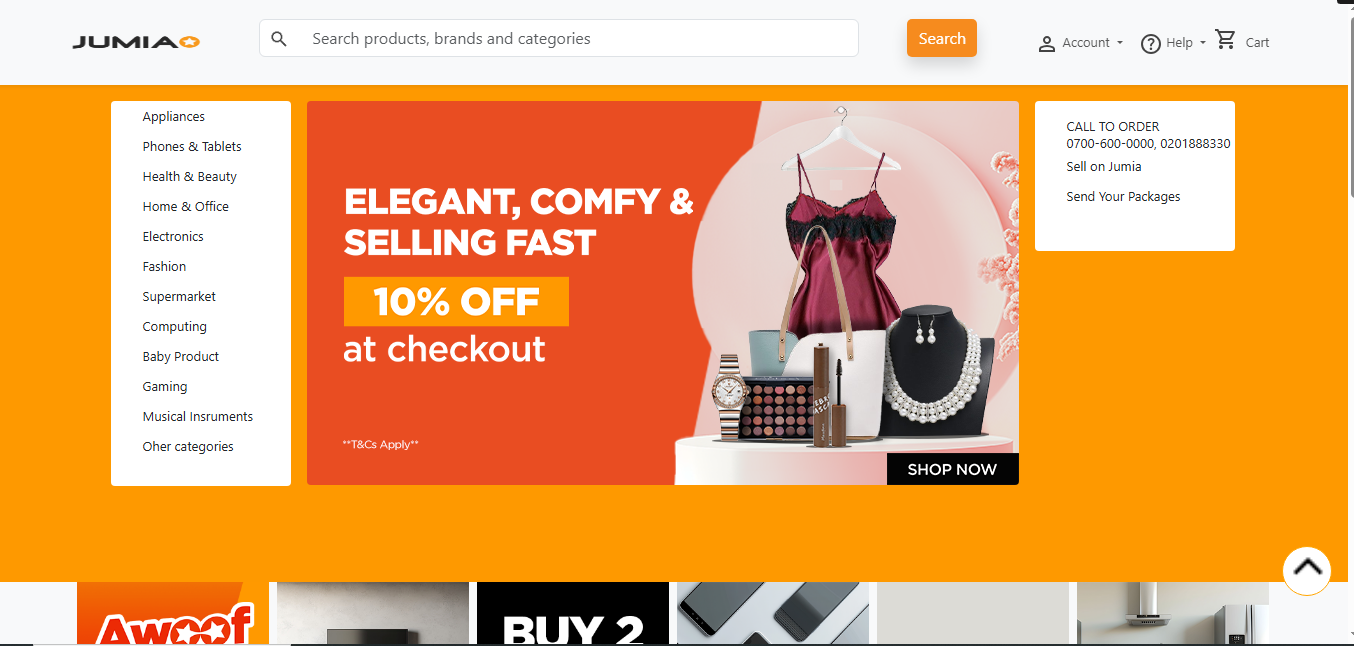 JUMIA
Search products, brands and categories
Search
Account
Help
Cart
Appliances
Phones & Tablets
Health & Beauty
Home & Office
Electronics
Fashion
Supermarket
Computing
Baby Product
Gaming
Musical Insruments
Oher categories
ELEGANT, COMFY &
SELLING FAST
10% OFF
at checkout
**T&Cs Apply**
SHOP NOW
CALL TO ORDER
0700-600-0000, 0201888330
Sell on Jumia
Send Your Packages
Awoof
BUY 2